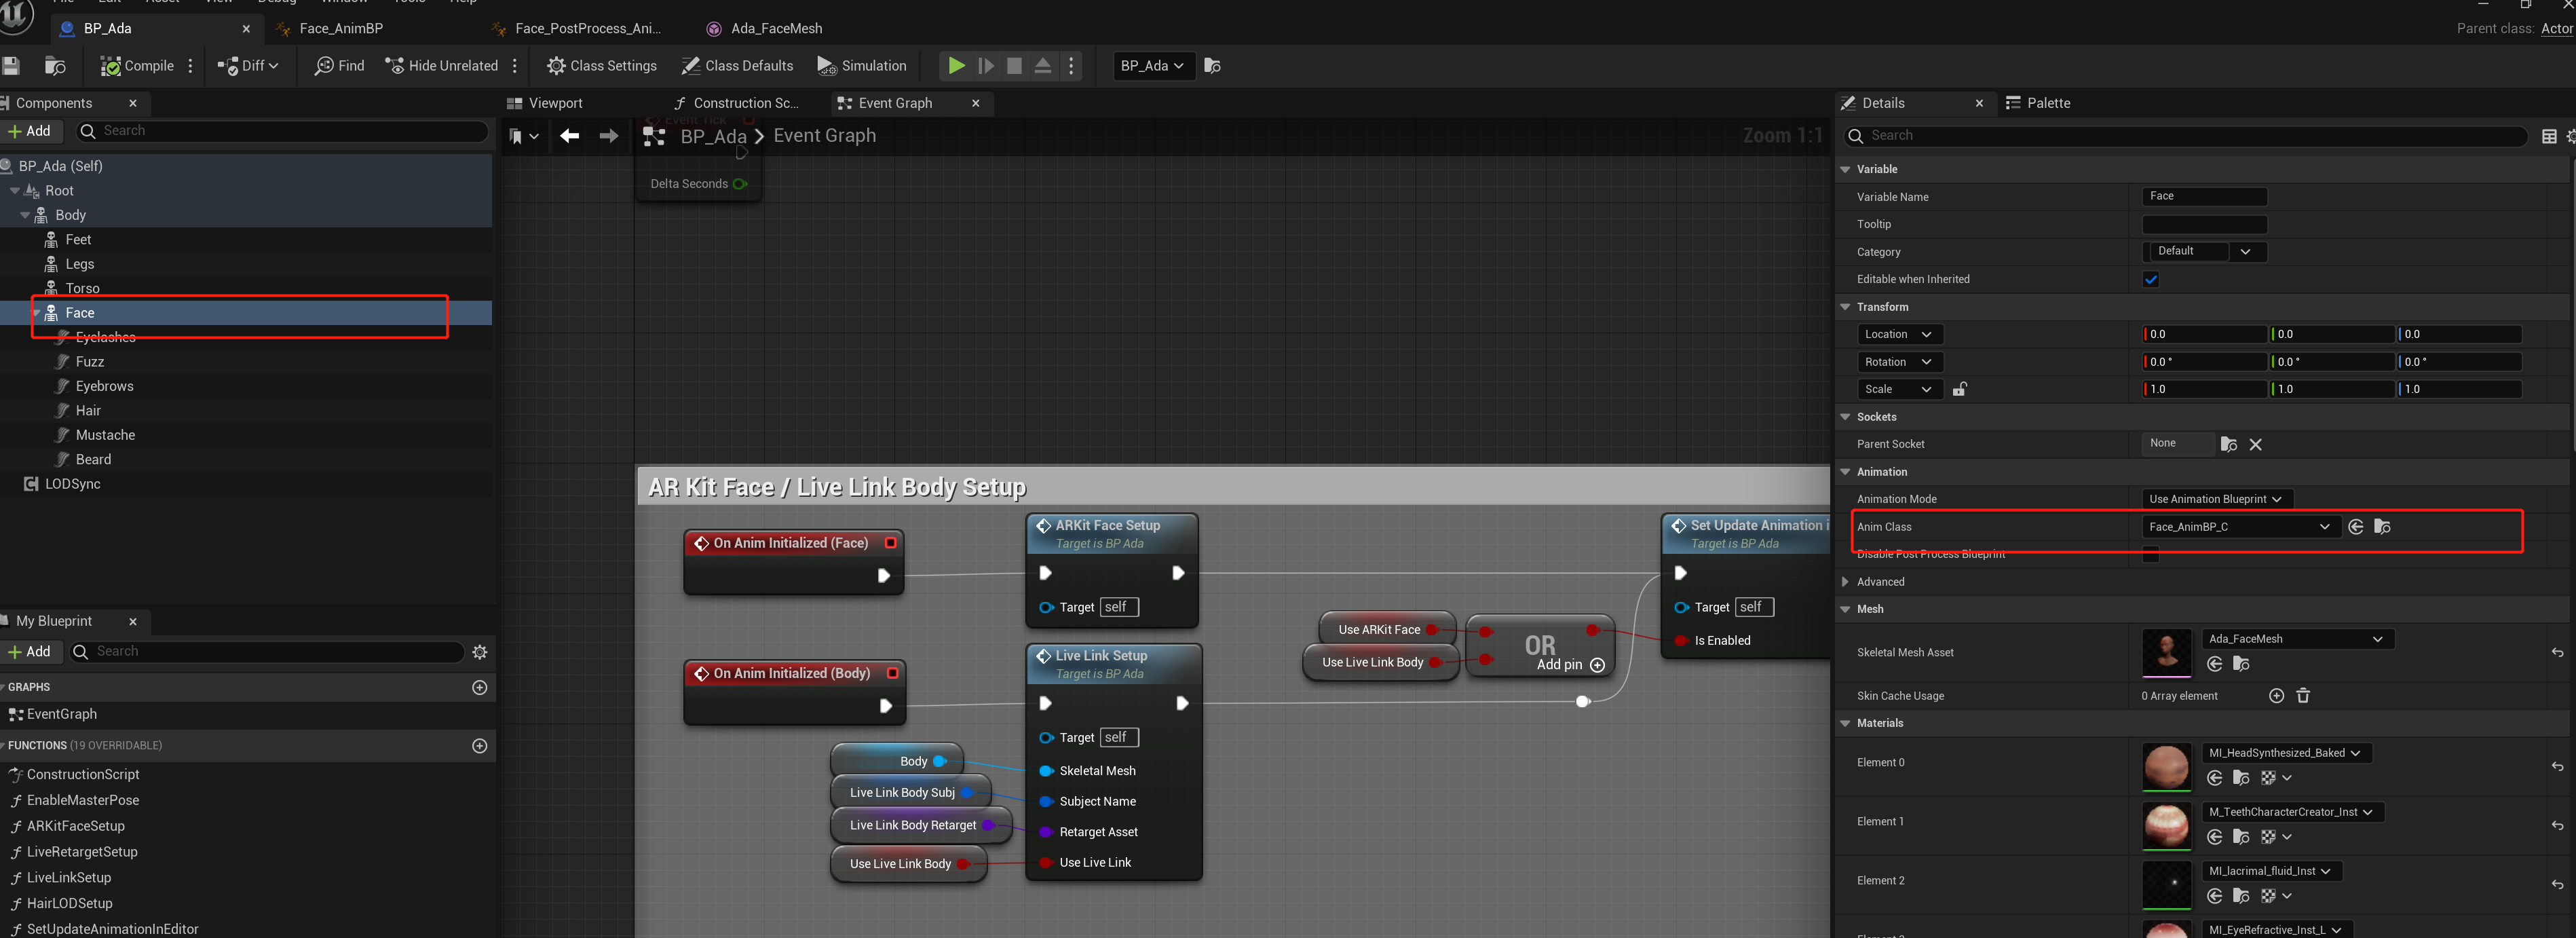 File Edit Asset View Debug Window Tools Help
BP_Ada
Face_AnimBP
Face_PostProcess_Ani...
Ada_FaceMesh
Parent class: Actor
Compile
Diff
Find
Hide Unrelated
Class Settings
Class Defaults
Simulation
BP_Ada
Components
Add
Search
BP_Ada (Self)
Root
Body
Feet
Legs
Torso
Face
Eyelashes
Fuzz
Eyebrows
Hair
Mustache
Beard
LODSync
My Blueprint
Add
Search
GRAPHS
EventGraph
FUNCTIONS (19 OVERRIDABLE)
ConstructionScript
EnableMasterPose
ARKitFaceSetup
LiveRetargetSetup
LiveLinkSetup
HairLODSetup
SetUpdateAnimationInEditor
Viewport
Construction Sc...
Event Graph
Event Tick
BP_Ada > Event Graph
Zoom 1:1
Delta Seconds
AR Kit Face / Live Link Body Setup
On Anim Initialized (Face)
ARKit Face Setup
Target is BP Ada
Target self
On Anim Initialized (Body)
Live Link Setup
Target is BP Ada
Target self
Skeletal Mesh
Subject Name
Retarget Asset
Use Live Link
Body
Live Link Body Subj
Live Link Body Retarget
Use Live Link Body
Use ARKit Face
Use Live Link Body
OR
Add pin
Set Update Animation i
Target is BP Ada
Target self
Is Enabled
Details
Palette
Search
Variable
Variable Name Face
Tooltip
Category Default
Editable when Inherited
Transform
Location 0.0 0.0 0.0
Rotation 0.0 ° 0.0 ° 0.0 °
Scale 1.0 1.0 1.0
Sockets
Parent Socket None
Animation
Animation Mode Use Animation Blueprint
Anim Class Face_AnimBP_C
Disable Post Process Blueprint
Advanced
Mesh
Skeletal Mesh Asset Ada_FaceMesh
Skin Cache Usage 0 Array element
Materials
Element 0 MI_HeadSynthesized_Baked
Element 1 M_TeethCharacterCreator_Inst
Element 2 MI_lacrimal_fluid_Inst
MI_EyeRefractive_Inst_L